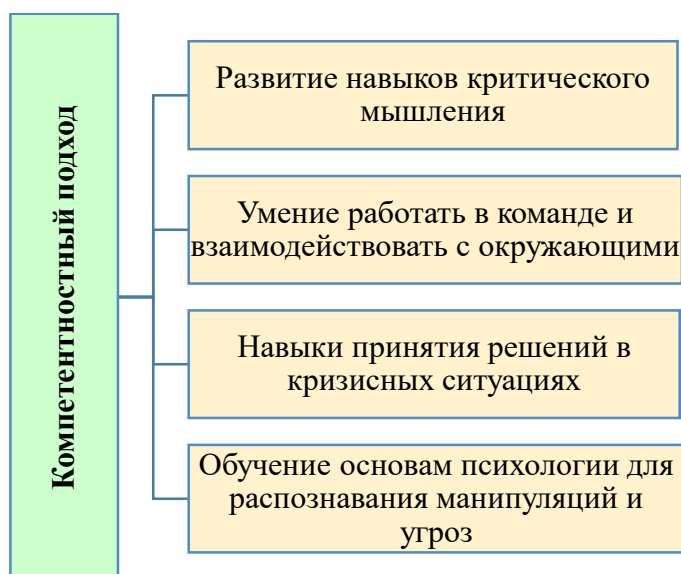 Компетентностный подход
Развитие навыков критического
мышления
Умение работать в команде и
взаимодействовать с окружающими
Навыки принятия решений в
кризисных ситуациях
Обучение основам психологии для
распознавания манипуляций и
угроз